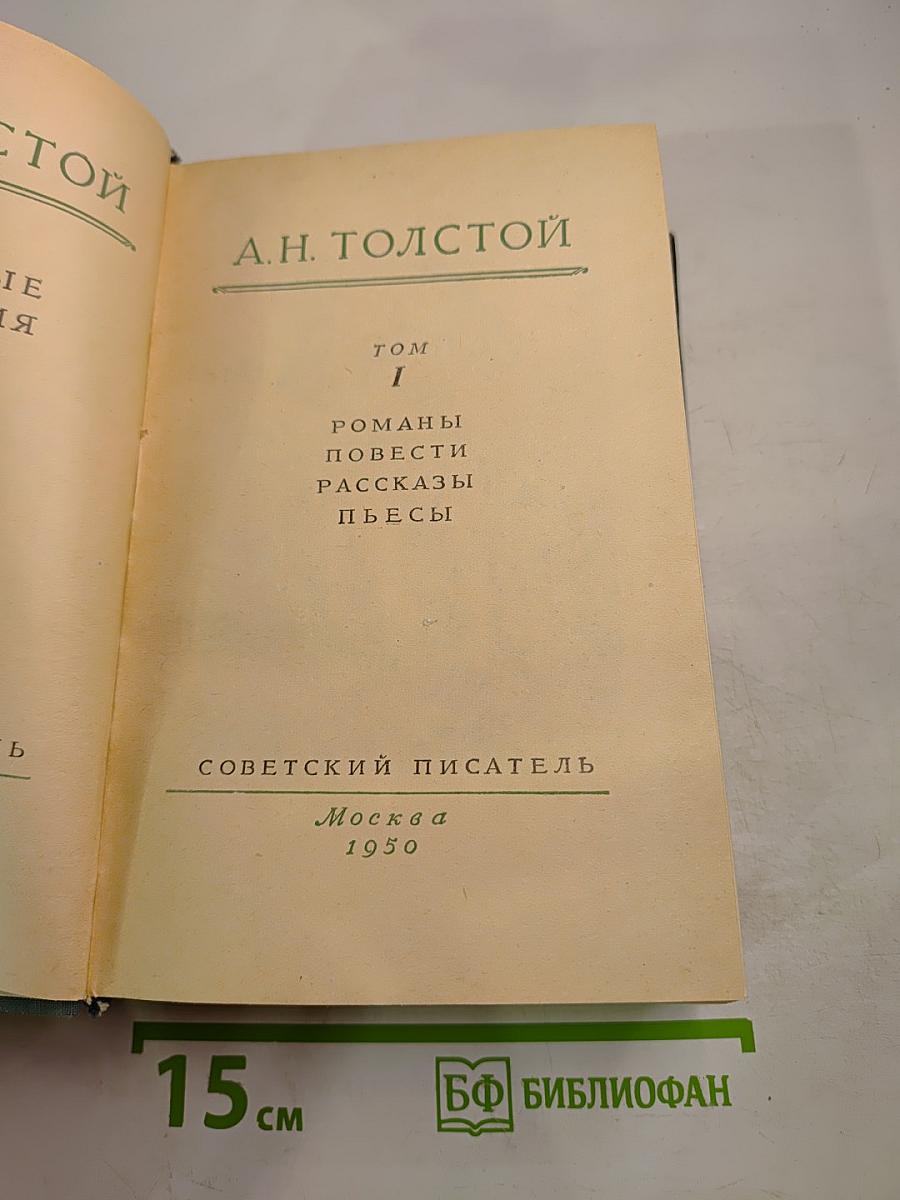 А. Н. ТОЛСТОЙ
ТОМ
I
РОМАНЫ
ПОВЕСТИ
РАССКАЗЫ
ПЬЕСЫ
СОВЕТСКИЙ ПИСАТЕЛЬ
Москва
1950
15 см
БФ БИБЛИОФАН